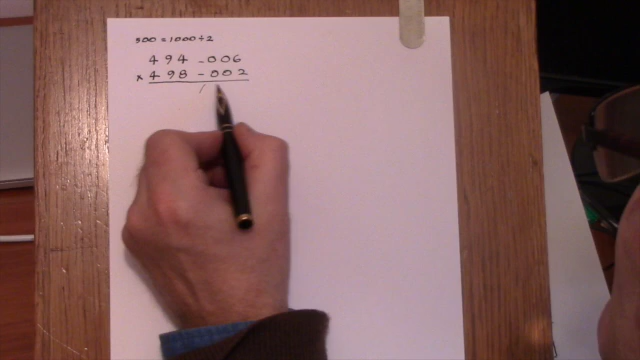 500 = 1000 ÷ 2
494 - 006
× 498 - 002
/